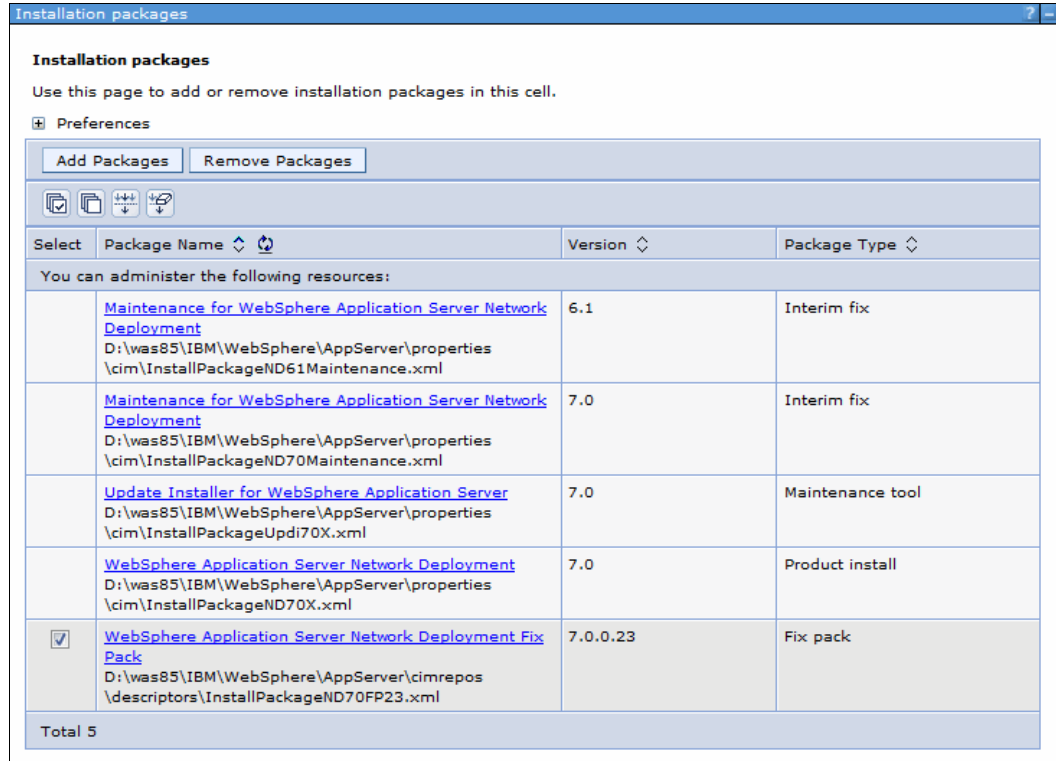 Installation packages ? –
Installation packages
Use this page to add or remove installation packages in this cell.
+ Preferences
Add Packages Remove Packages
Select Package Name Version Package Type
You can administer the following resources:
Maintenance for WebSphere Application Server Network 6.1 Interim fix
Deployment
D:\was85\IBM\WebSphere\AppServer\properties
\cim\InstallPackageND61Maintenance.xml
Maintenance for WebSphere Application Server Network 7.0 Interim fix
Deployment
D:\was85\IBM\WebSphere\AppServer\properties
\cim\InstallPackageND70Maintenance.xml
Update Installer for WebSphere Application Server 7.0 Maintenance tool
D:\was85\IBM\WebSphere\AppServer\properties
\cim\InstallPackageUpdi70X.xml
WebSphere Application Server Network Deployment 7.0 Product install
D:\was85\IBM\WebSphere\AppServer\properties
\cim\InstallPackageND70X.xml
WebSphere Application Server Network Deployment Fix 7.0.0.23 Fix pack
Pack
D:\was85\IBM\WebSphere\AppServer\cimrepos
\descriptors\InstallPackageND70FP23.xml
Total 5